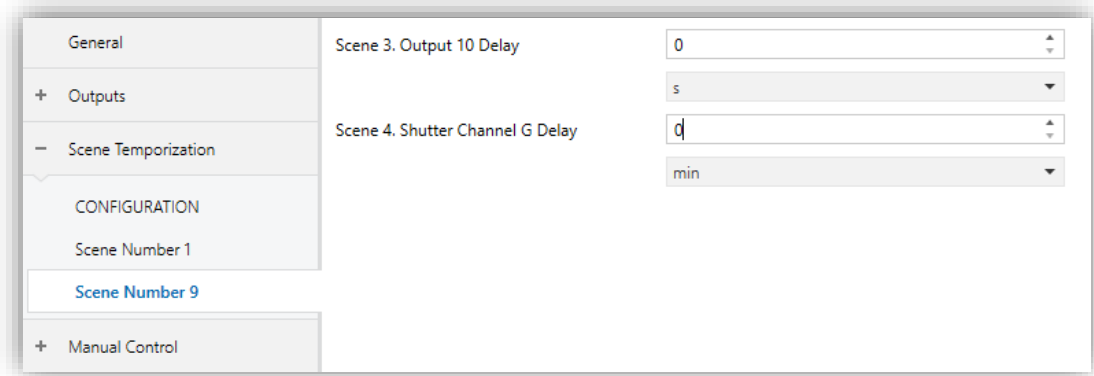 General
+ Outputs
− Scene Temporization
CONFIGURATION
Scene Number 1
Scene Number 9
+ Manual Control
Scene 3. Output 10 Delay
0
s
Scene 4. Shutter Channel G Delay
0
min